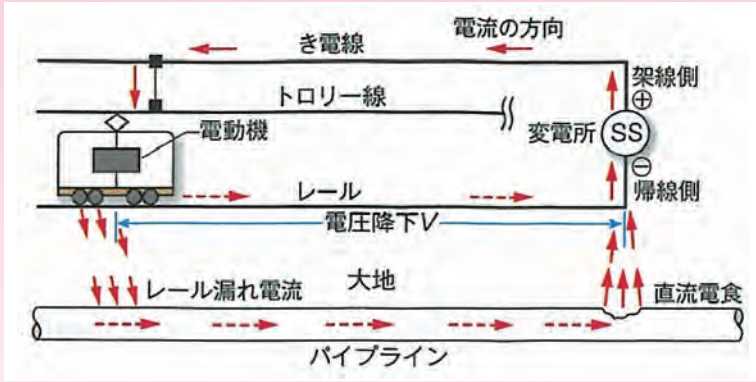 き電線
電流の方向
トロリー線
架線側
⊕
電動機
変電所
SS
⊖
帰線側
レール
電圧降下V
レール漏れ電流
大地
直流電食
パイプライン